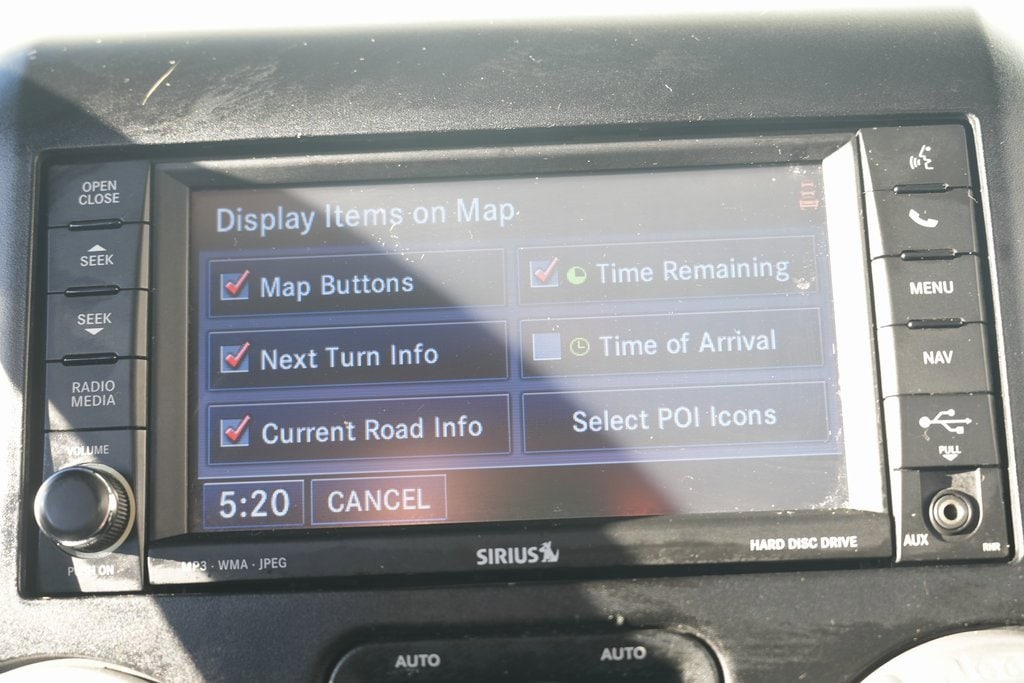 OPEN
CLOSE
SEEK
SEEK
RADIO
MEDIA
VOLUME
PUSH ON
Display Items on Map
Map Buttons
Time Remaining
Next Turn Info
Time of Arrival
Current Road Info
Select POI Icons
5:20
CANCEL
MP3 · WMA · JPEG
SIRIUS
HARD DISC DRIVE
MENU
NAV
PULL
AUX
RHR
AUTO
AUTO